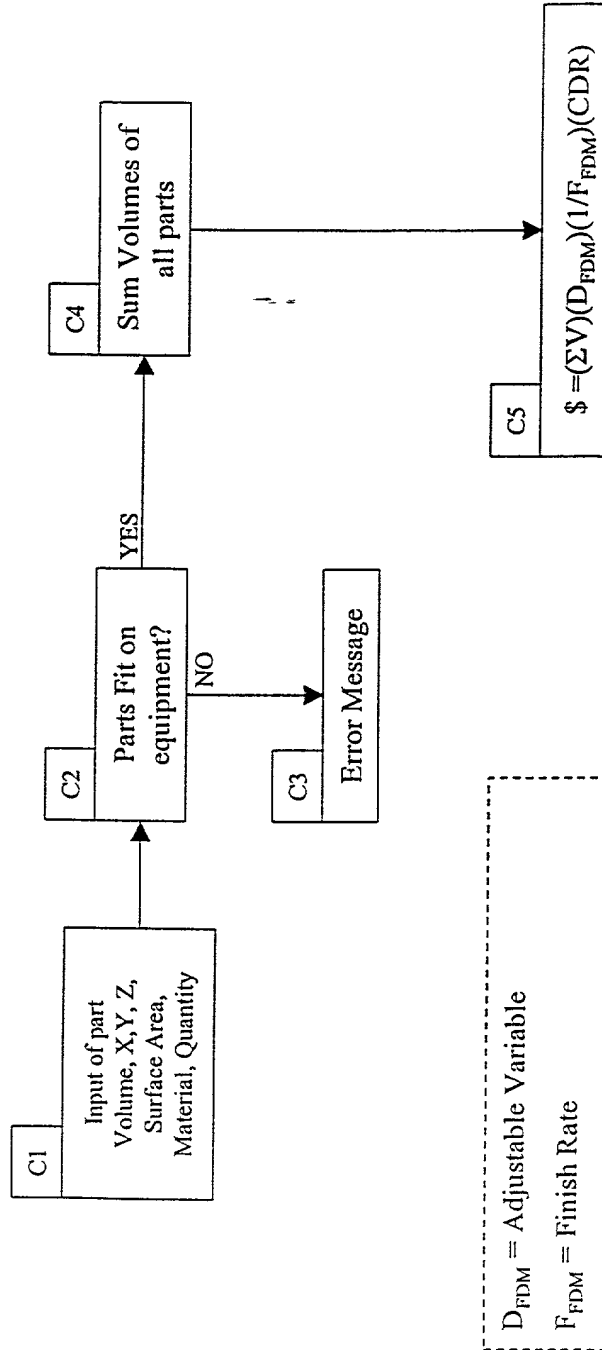 C1
Input of part
Volume, X,Y, Z,
Surface Area,
Material, Quantity
C2
Parts Fit on
equipment?
YES
NO
C3
Error Message
C4
Sum Volumes of
all parts
C5
$ =(ΣV)(D_FDM)(1/F_FDM)(CDR)
D_FDM = Adjustable Variable
F_FDM = Finish Rate